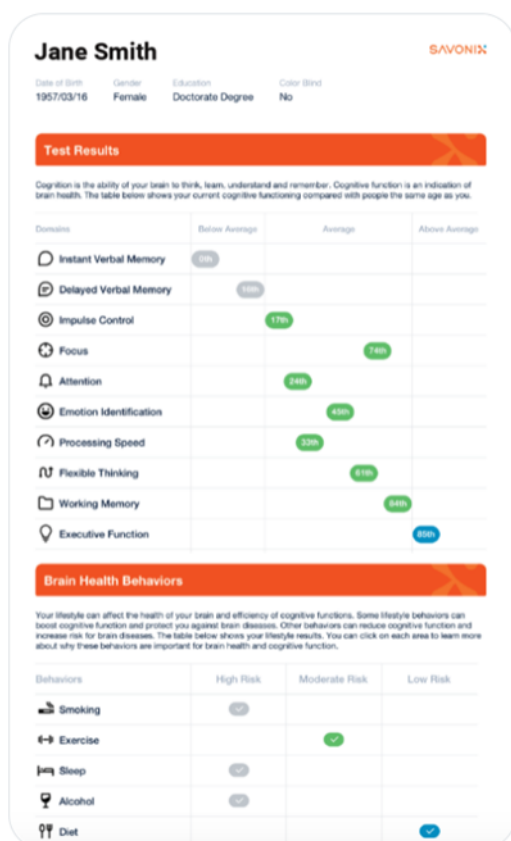 Jane Smith
SAVONIX
Date of Birth Gender Education Color Blind
1957/03/16 Female Doctorate Degree No
Test Results
Cognition is the ability of your brain to think, learn, understand and remember. Cognitive function is an indication of
brain health. The table below shows your current cognitive functioning compared with people the same age as you.
Domains Below Average Average Above Average
Instant Verbal Memory 0th
Delayed Verbal Memory
Impulse Control 17th
Focus 74th
Attention 24th
Emotion Identification 45th
Processing Speed 33th
Flexible Thinking 61th
Working Memory 84th
Executive Function 85th
Brain Health Behaviors
Your lifestyle can affect the health of your brain and efficiency of cognitive functions. Some lifestyle behaviors can
boost cognitive function and protect you against brain diseases. Other behaviors can reduce cognitive function and
increase risk for brain diseases. The table below shows your lifestyle results. You can click on each area to learn more
about why these behaviors are important for brain health and cognitive function.
Behaviors High Risk Moderate Risk Low Risk
Smoking
Exercise
Sleep
Alcohol
Diet